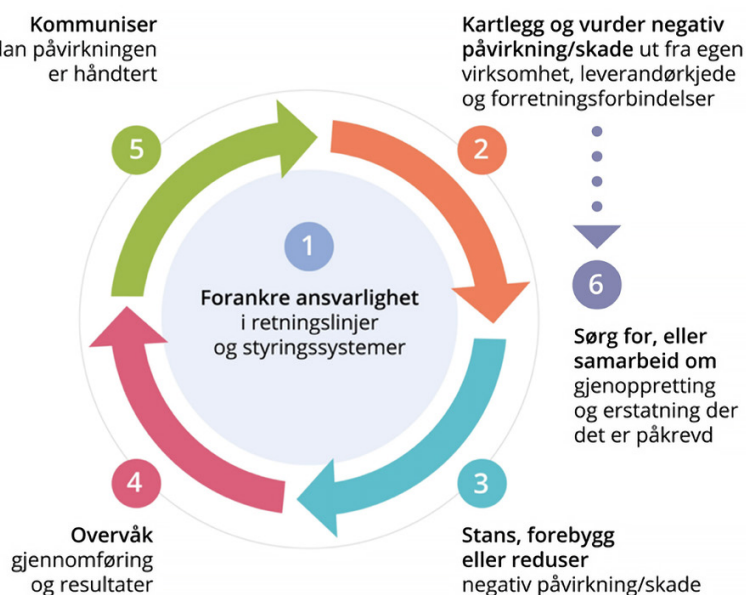 1
Forankre ansvarlighet
i retningslinjer
og styringssystemer
2
Kartlegg og vurder negativ
påvirkning/skade ut fra egen
virksomhet, leverandørkjede
og forretningsforbindelser
3
Stans, forebygg
eller reduser
negativ påvirkning/skade
4
Overvåk
gjennomføring
og resultater
5
Kommuniser
påvirkningen
er håndtert
6
Sørg for, eller
samarbeid om
gjenoppretting
og erstatning der
det er påkrevd